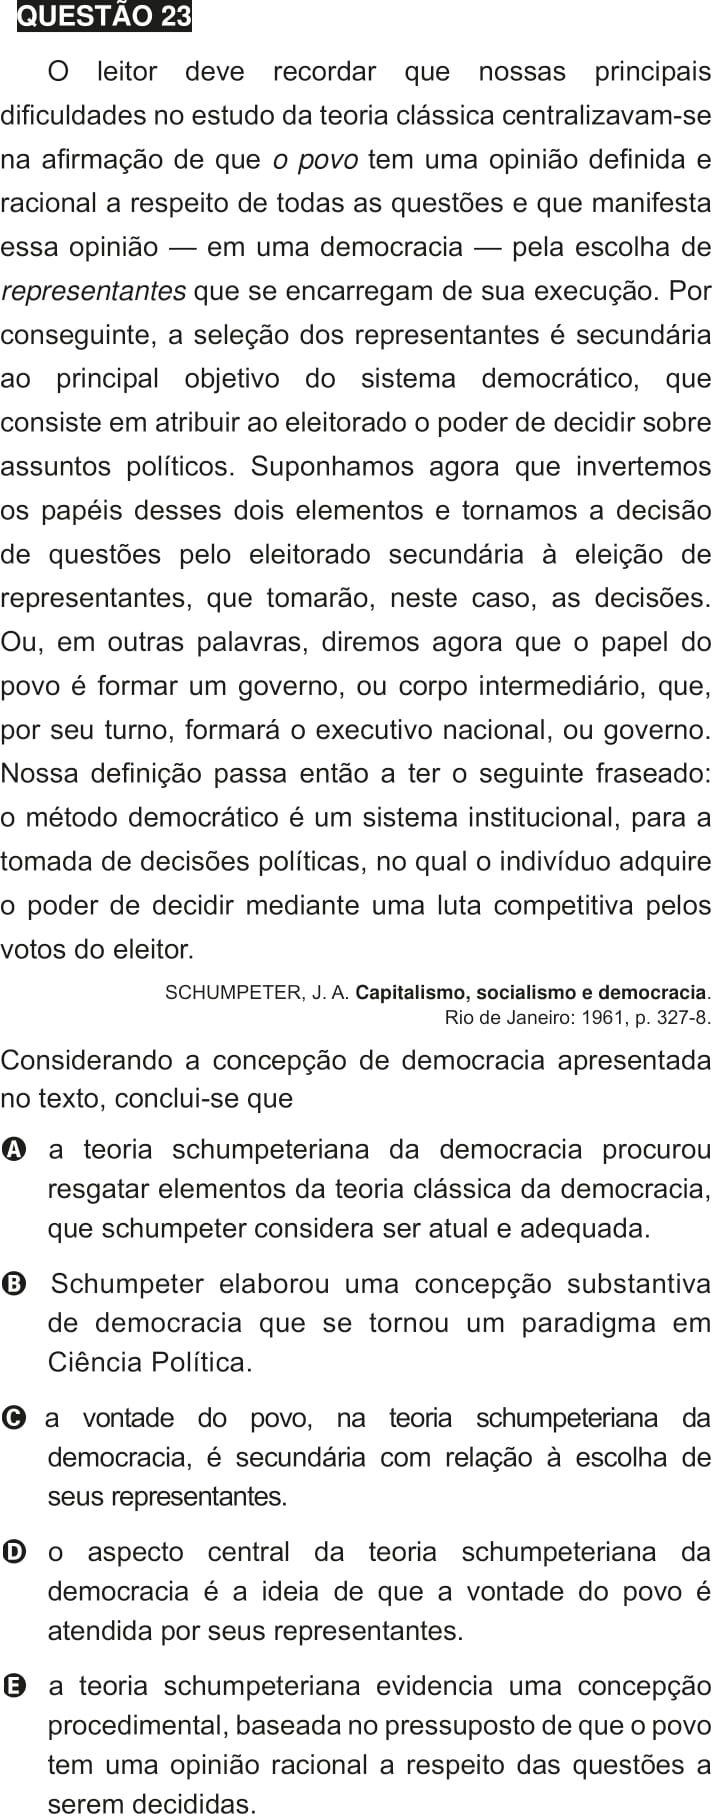 QUESTÃO 23
O leitor deve recordar que nossas principais
dificuldades no estudo da teoria clássica centralizavam-se
na afirmação de que o povo tem uma opinião definida e
racional a respeito de todas as questões e que manifesta
essa opinião — em uma democracia — pela escolha de
representantes que se encarregam de sua execução. Por
conseguinte, a seleção dos representantes é secundária
ao principal objetivo do sistema democrático, que
consiste em atribuir ao eleitorado o poder de decidir sobre
assuntos políticos. Suponhamos agora que invertemos
os papéis desses dois elementos e tornamos a decisão
de questões pelo eleitorado secundária à eleição de
representantes, que tomarão, neste caso, as decisões.
Ou, em outras palavras, diremos agora que o papel do
povo é formar um governo, ou corpo intermediário, que,
por seu turno, formará o executivo nacional, ou governo.
Nossa definição passa então a ter o seguinte fraseado:
o método democrático é um sistema institucional, para a
tomada de decisões políticas, no qual o indivíduo adquire
o poder de decidir mediante uma luta competitiva pelos
votos do eleitor.
SCHUMPETER, J. A. Capitalismo, socialismo e democracia.
Rio de Janeiro: 1961, p. 327-8.
Considerando a concepção de democracia apresentada
no texto, conclui-se que
A a teoria schumpeteriana da democracia procurou
resgatar elementos da teoria clássica da democracia,
que schumpeter considera ser atual e adequada.
B Schumpeter elaborou uma concepção substantiva
de democracia que se tornou um paradigma em
Ciência Política.
C a vontade do povo, na teoria schumpeteriana da
democracia, é secundária com relação à escolha de
seus representantes.
D o aspecto central da teoria schumpeteriana da
democracia é a ideia de que a vontade do povo é
atendida por seus representantes.
E a teoria schumpeteriana evidencia uma concepção
procedimental, baseada no pressuposto de que o povo
tem uma opinião racional a respeito das questões a
serem decididas.